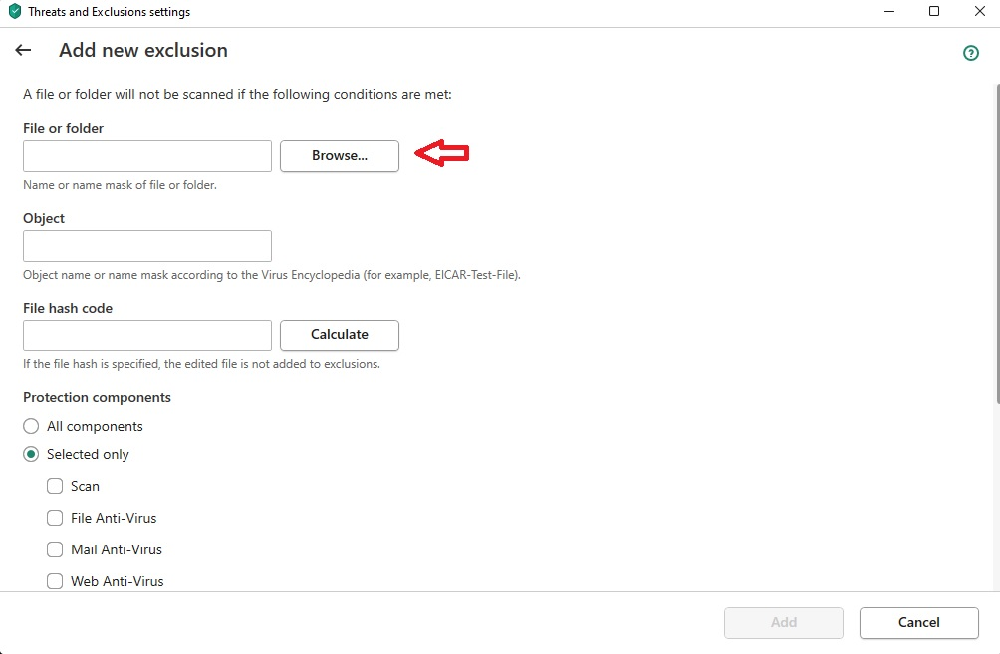 Threats and Exclusions settings
Add new exclusion
?
A file or folder will not be scanned if the following conditions are met:
File or folder
Browse...
Name or name mask of file or folder.
Object
Object name or name mask according to the Virus Encyclopedia (for example, EICAR-Test-File).
File hash code
Calculate
If the file hash is specified, the edited file is not added to exclusions.
Protection components
All components
Selected only
Scan
File Anti-Virus
Mail Anti-Virus
Web Anti-Virus
Add Cancel